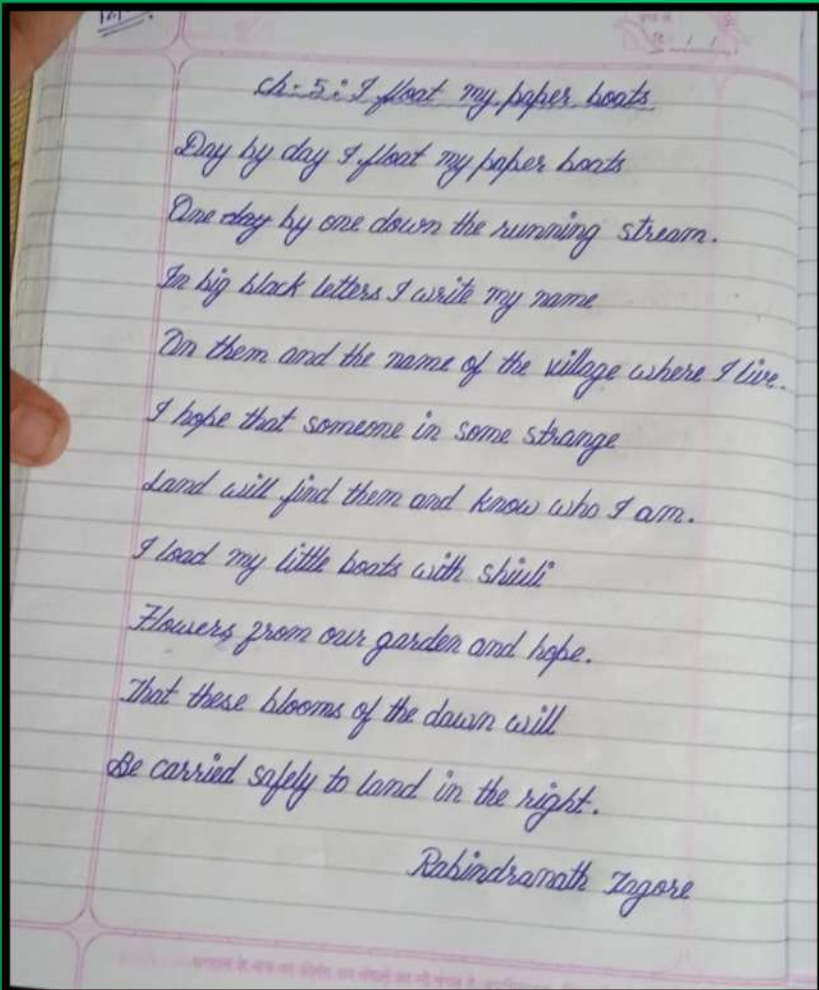 ch-5: I float my paper boats
Day by day I float my paper boats
One day by one down the running stream.
In big black letters I write my name
On them and the name of the village where I live.
I hope that someone in some strange
Land will find them and know who I am.
I load my little boats with shiuli
Flowers from our garden and hope.
That these blooms of the dawn will
Be carried safely to land in the right.
Rabindranath Tagore